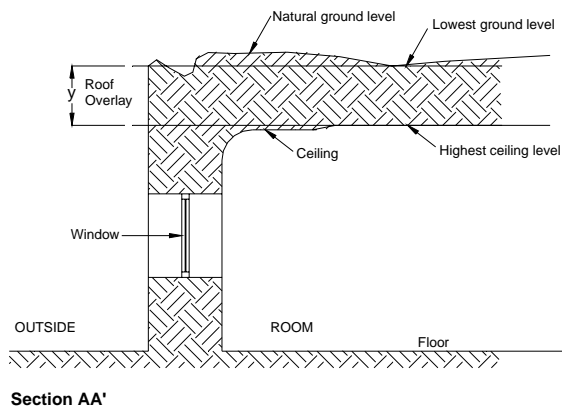 Natural ground level
Lowest ground level
y
Roof
Overlay
Ceiling
Highest ceiling level
Window
OUTSIDE
ROOM
Floor
Section AA'